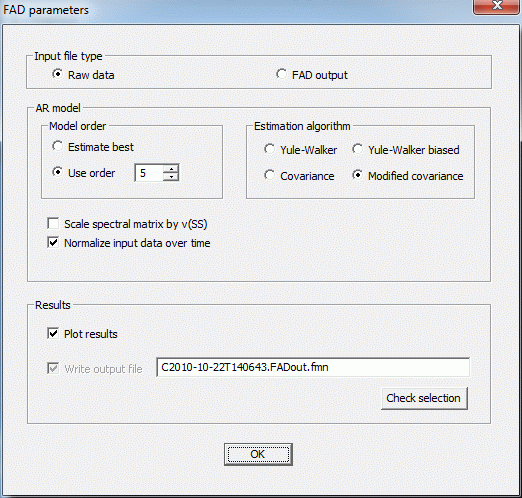 FAD parameters
Input file type
Raw data
FAD output
AR model
Model order
Estimate best
Use order 5
Estimation algorithm
Yule-Walker
Yule-Walker biased
Covariance
Modified covariance
Scale spectral matrix by v(SS)
Normalize input data over time
Results
Plot results
Write output file C2010-10-22T140643.FADout.fmn
Check selection
OK